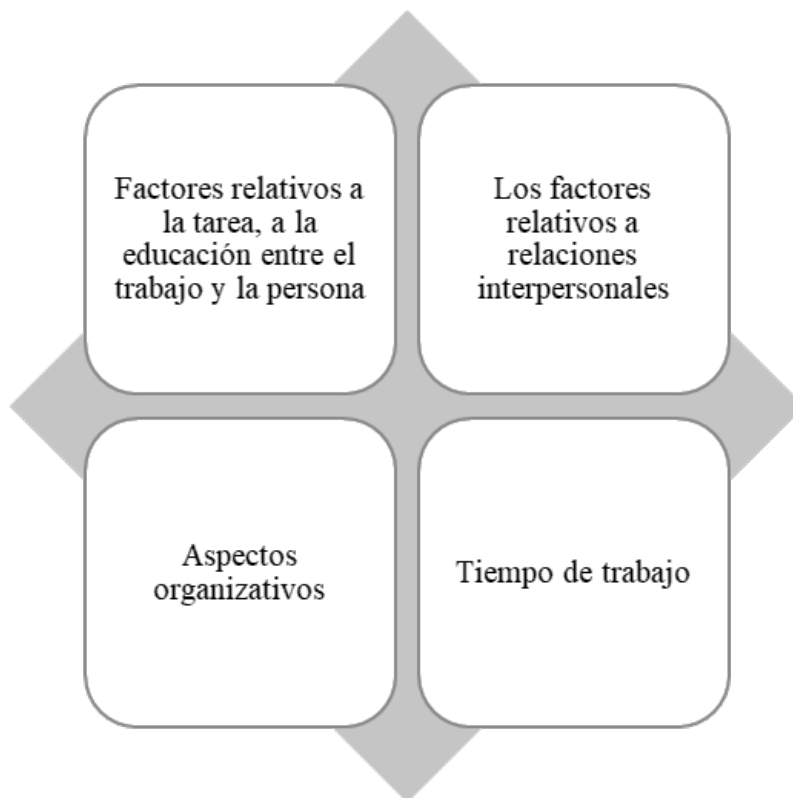 Factores relativos a
la tarea, a la
educación entre el
trabajo y la persona
Los factores
relativos a
relaciones
interpersonales
Aspectos
organizativos
Tiempo de trabajo